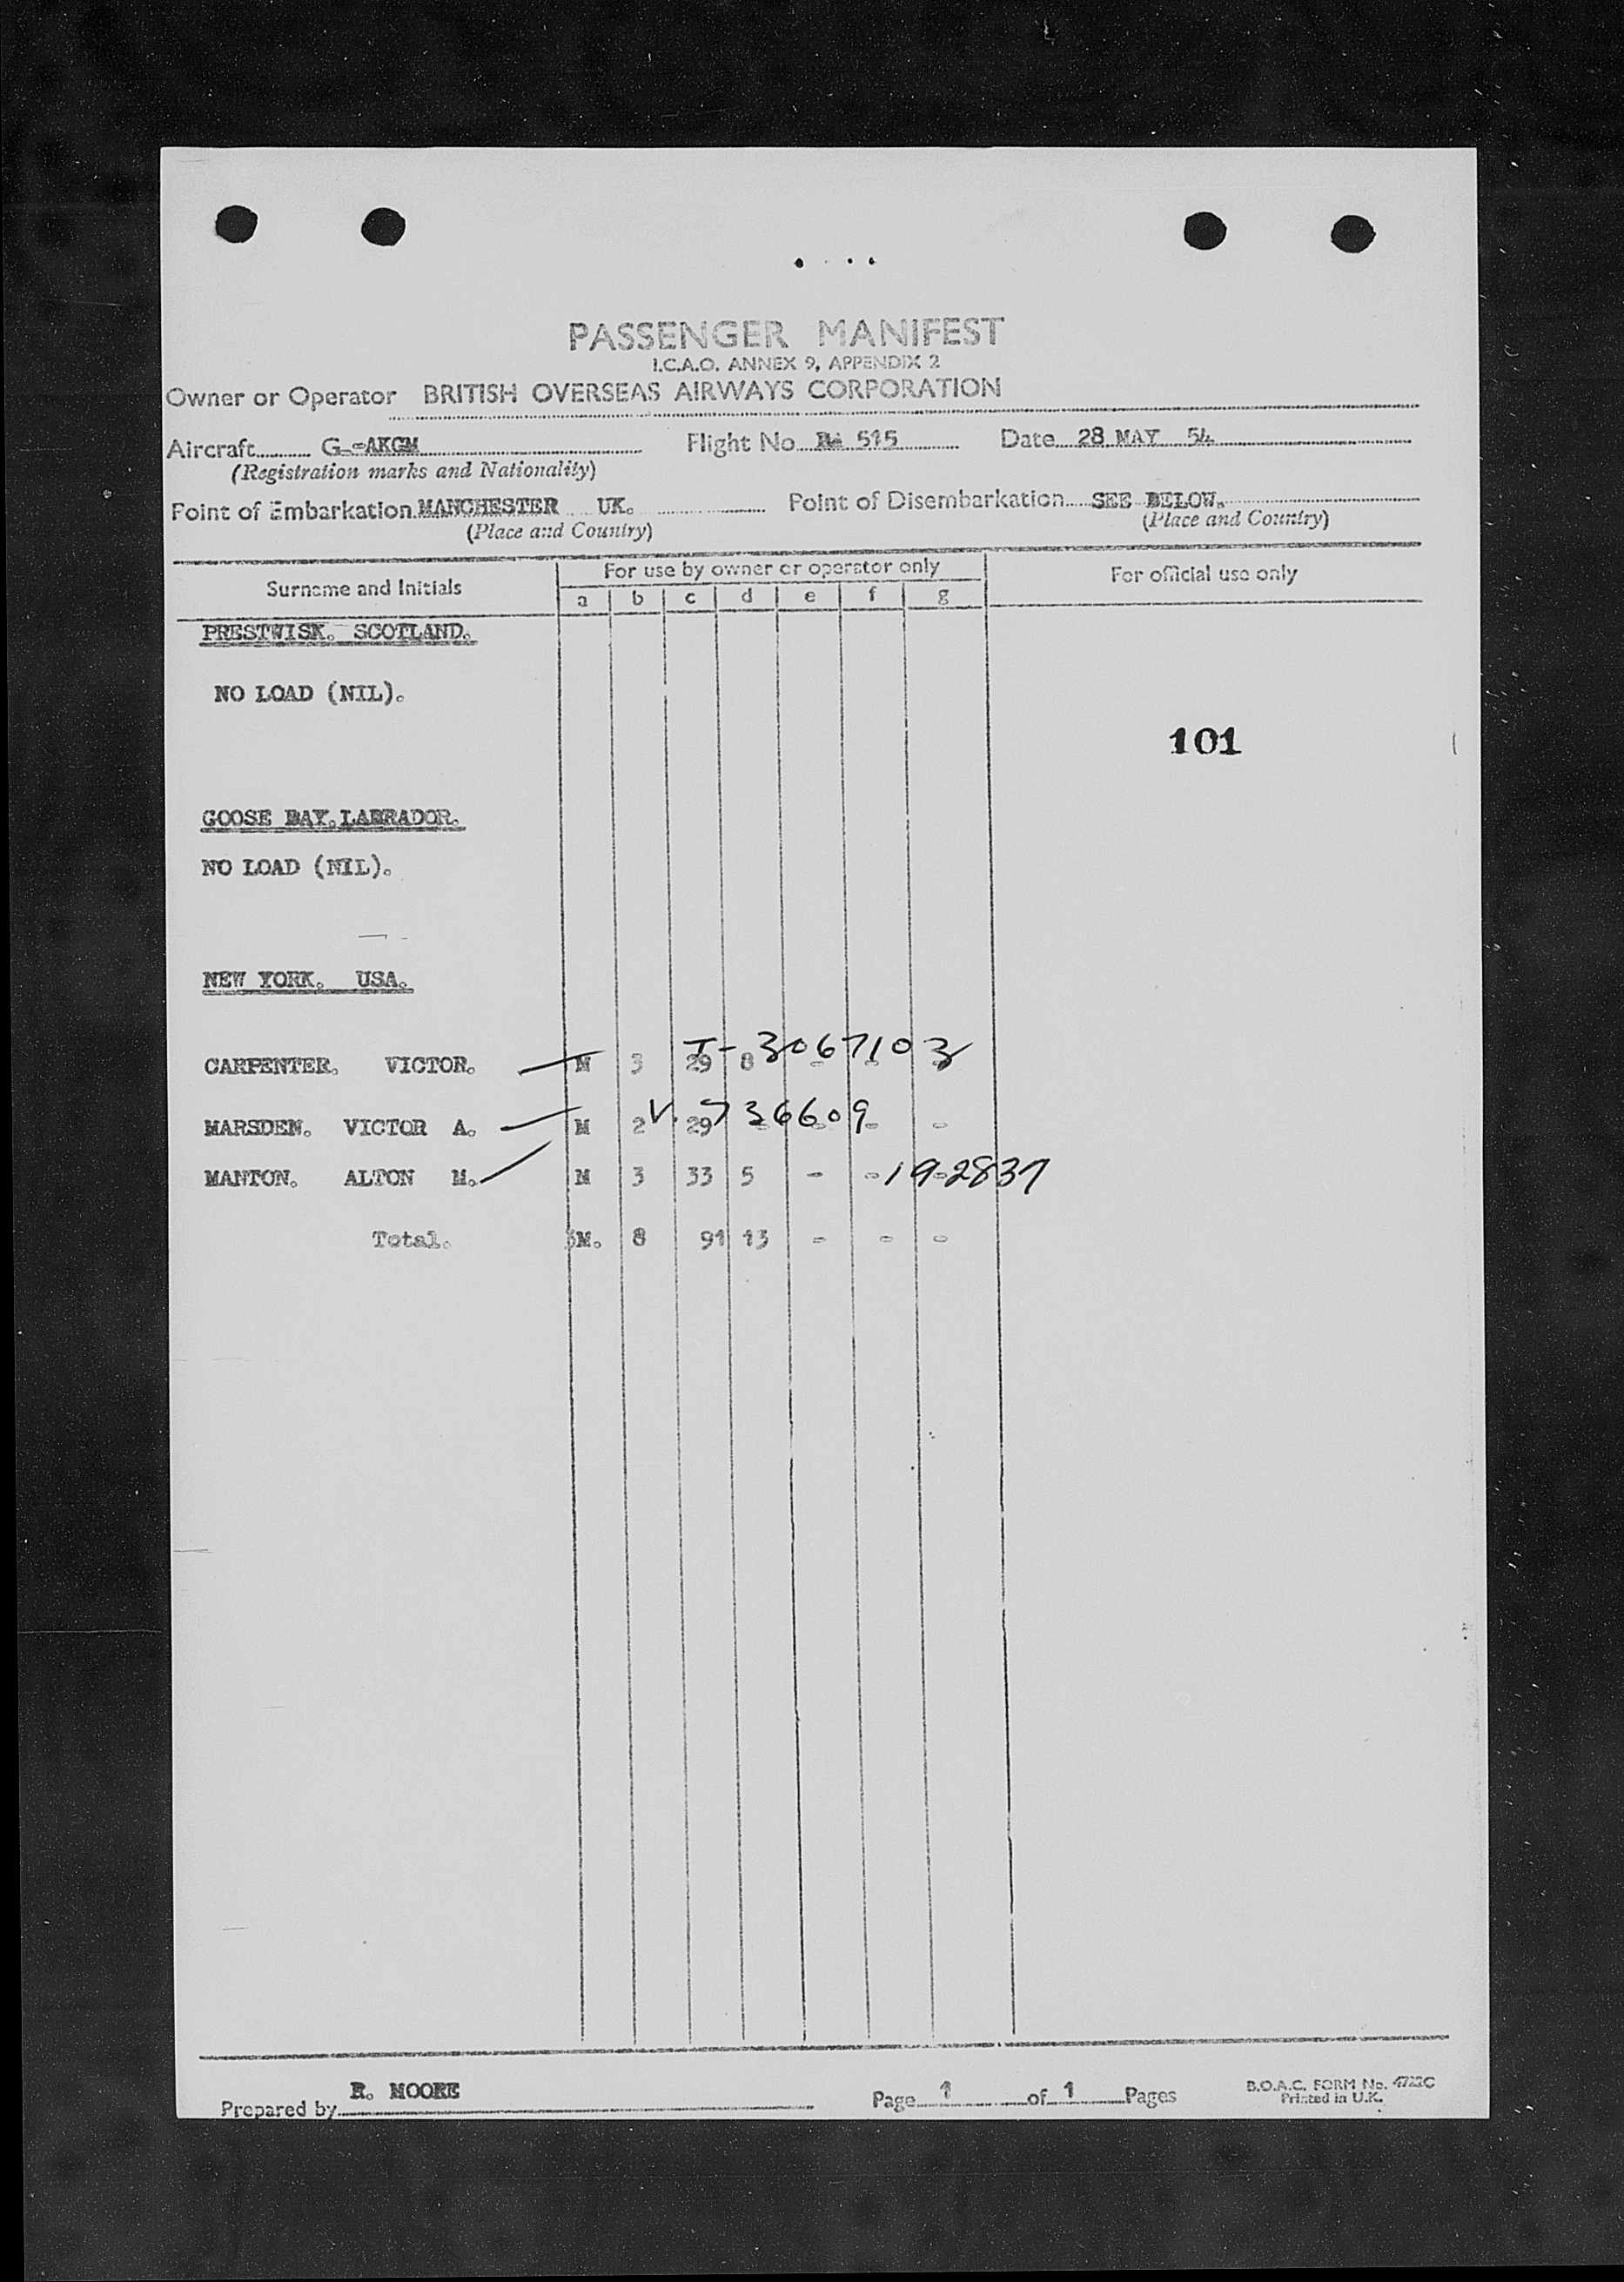 PASSENGER MANIFEST
I.C.A.O. ANNEX 9, APPENDIX 2
Owner or Operator BRITISH OVERSEAS AIRWAYS CORPORATION
Aircraft G-AKGM Flight No. BA 515 Date 28 MAY 54
(Registration marks and Nationality)
Point of Embarkation MANCHESTER UK. Point of Disembarkation SEE BELOW.
(Place and Country) (Place and Country)
Surname and Initials For use by owner or operator only For official use only
a b c d e f g
PRESTWISK. SCOTLAND.
NO LOAD (NIL).
101
GOOSE BAY.LABRADOR.
NO LOAD (NIL).
NEW YORK. USA.
T-3067103
CARPENTER. VICTOR. M 3 29 8 - - -
V. 736609
MARSDEN. VICTOR A. M 2 29 - - - -
MANTON. ALTON M. M 3 33 5 - - - 19-2837
Total. 3M. 8 91 13 - - -
Prepared by R. MOORE
Page 1 of 1 Pages
B.O.A.C. FORM No. 4722C
Printed in U.K.